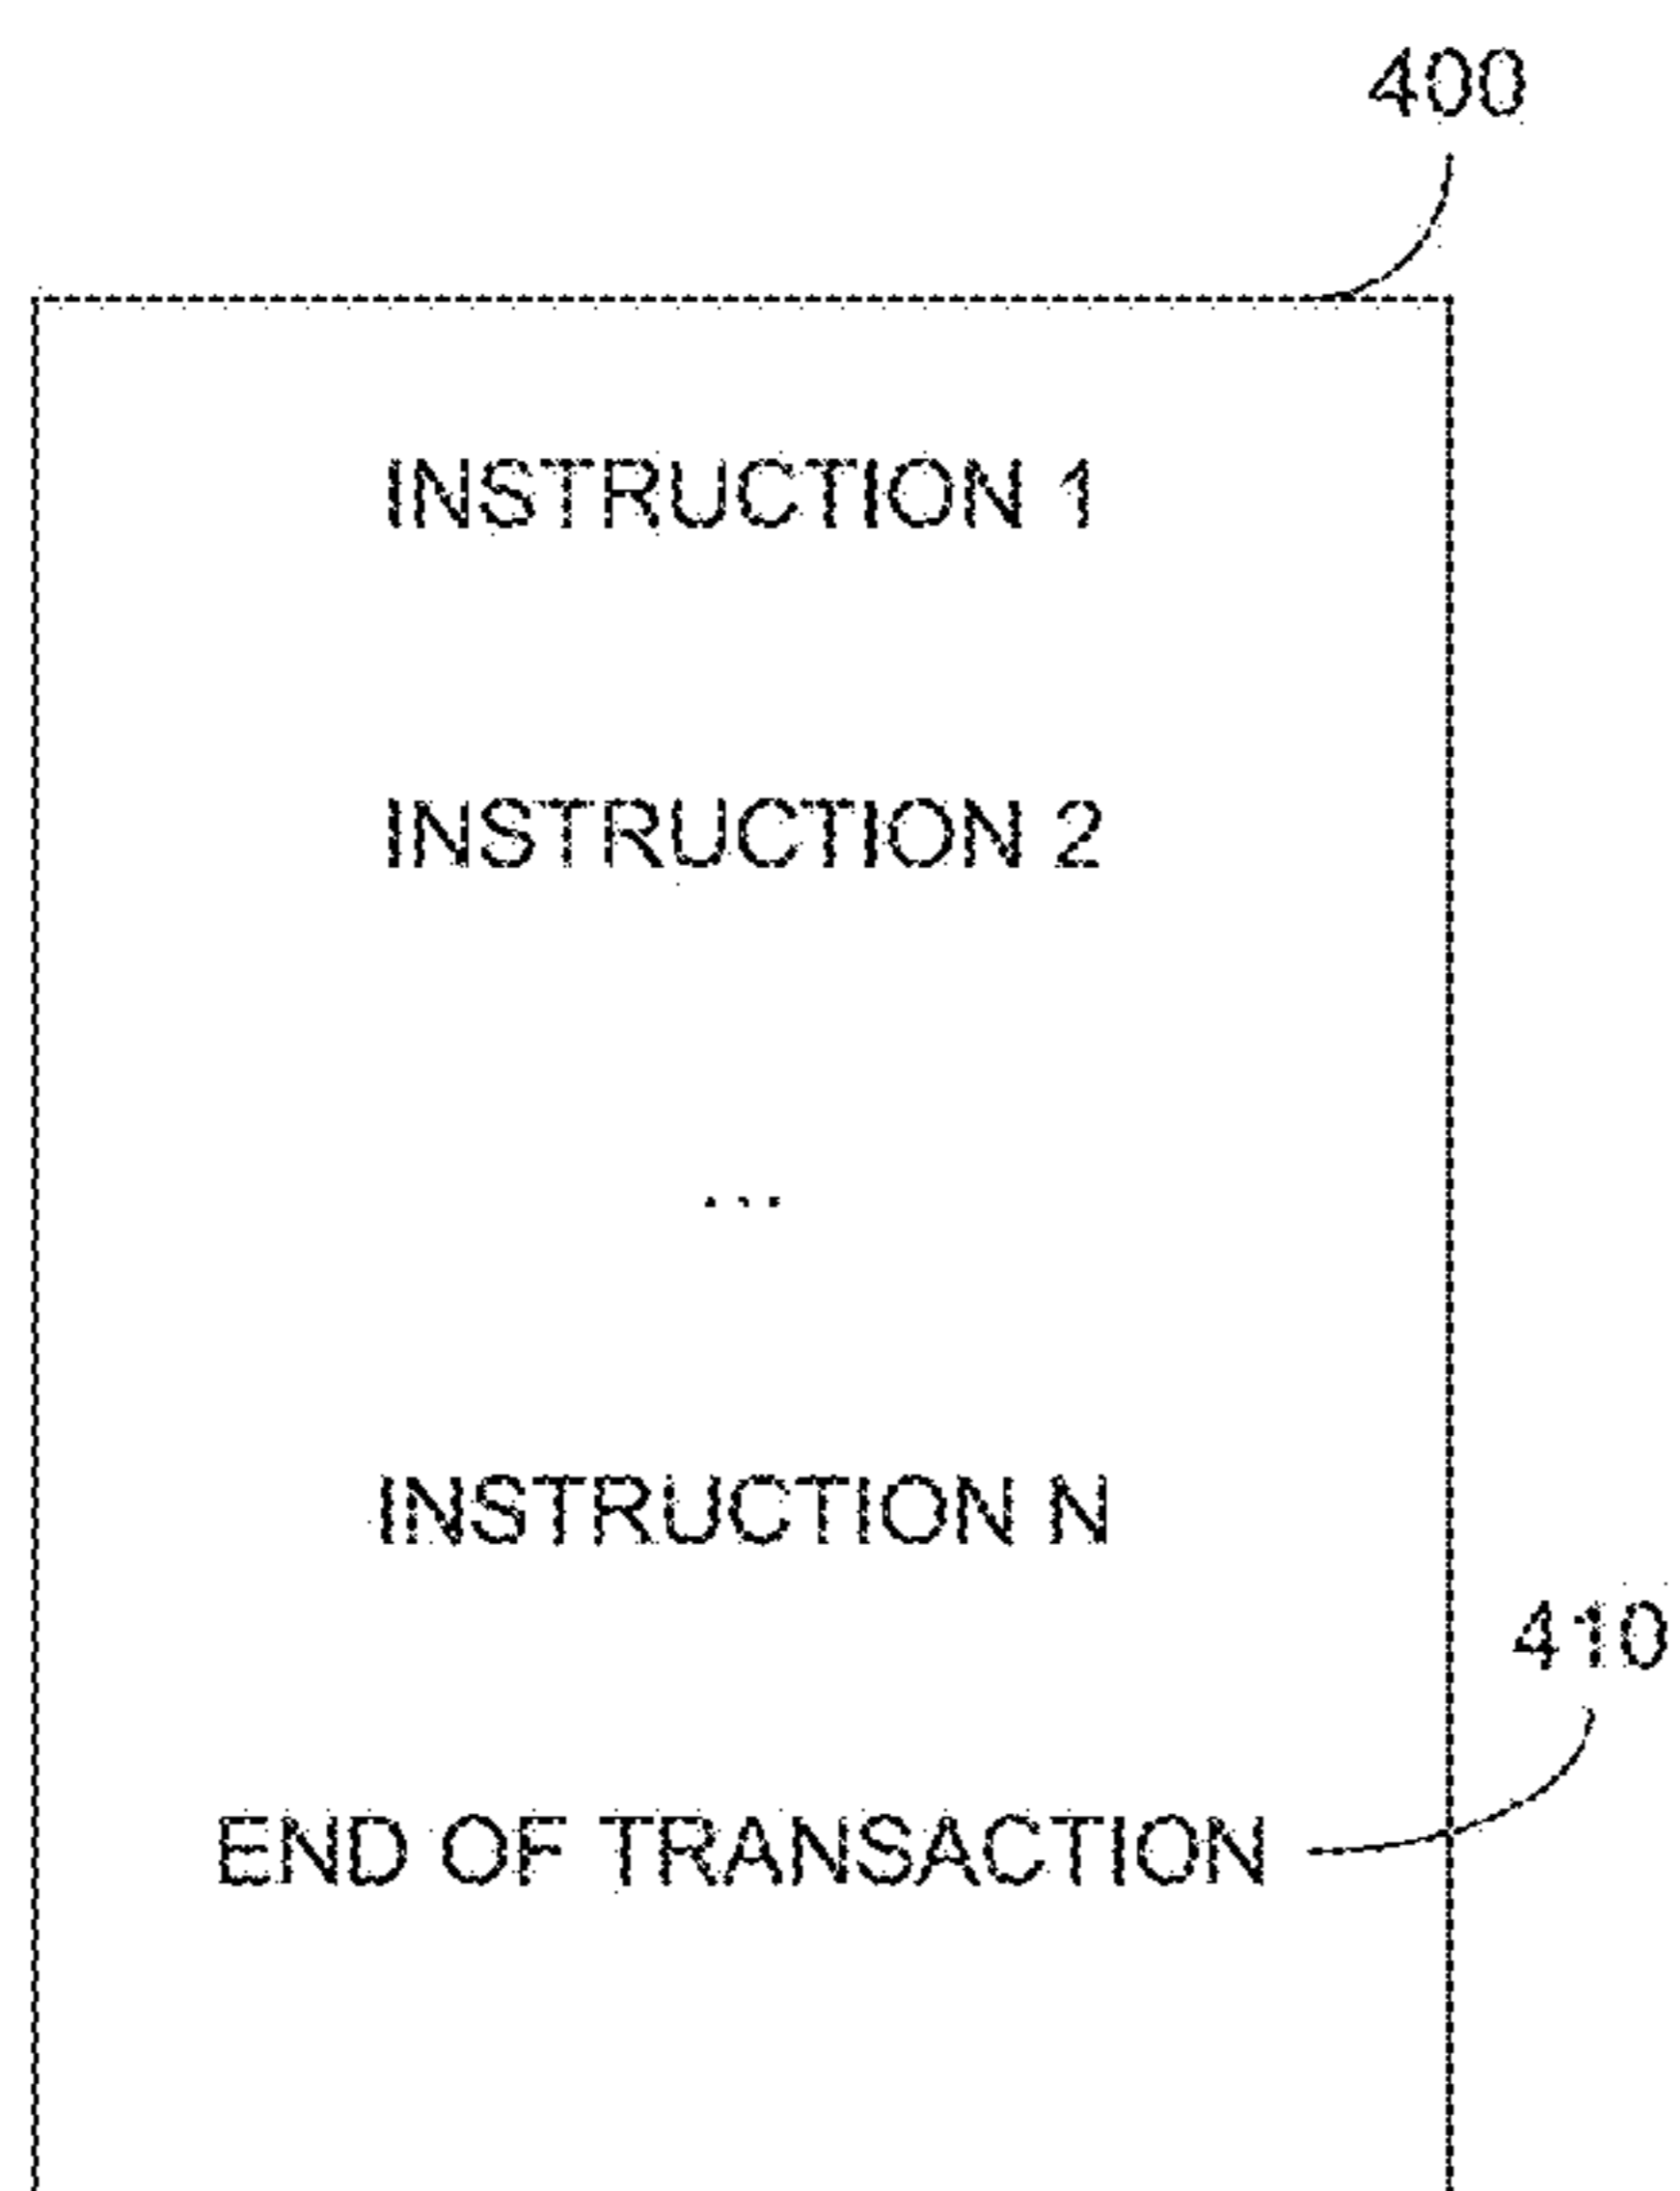 400
INSTRUCTION 1
INSTRUCTION 2
...
INSTRUCTION N
410
END OF TRANSACTION